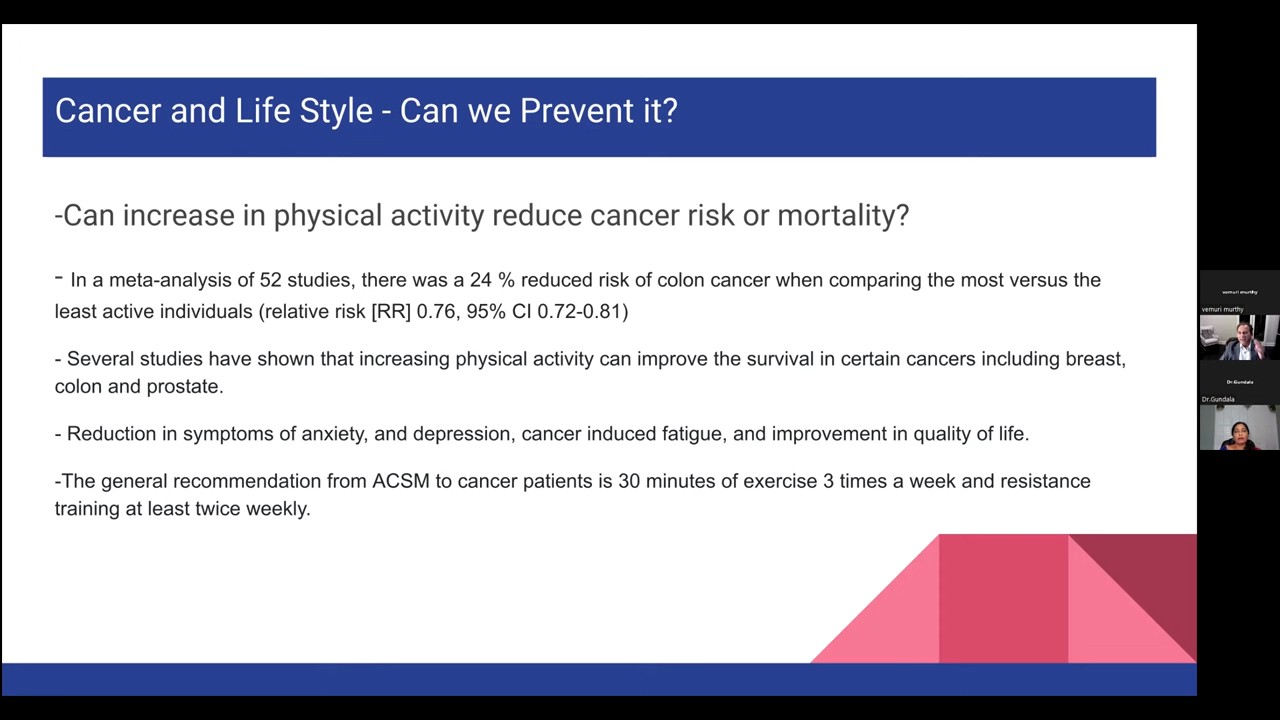 Cancer and Life Style - Can we Prevent it?
-Can increase in physical activity reduce cancer risk or mortality?
- In a meta-analysis of 52 studies, there was a 24 % reduced risk of colon cancer when comparing the most versus the
least active individuals (relative risk [RR] 0.76, 95% CI 0.72-0.81)
- Several studies have shown that increasing physical activity can improve the survival in certain cancers including breast,
colon and prostate.
- Reduction in symptoms of anxiety, and depression, cancer induced fatigue, and improvement in quality of life.
-The general recommendation from ACSM to cancer patients is 30 minutes of exercise 3 times a week and resistance
training at least twice weekly.
vemuri murthy
vemuri murthy
Dr.Gundala
Dr.Gundala